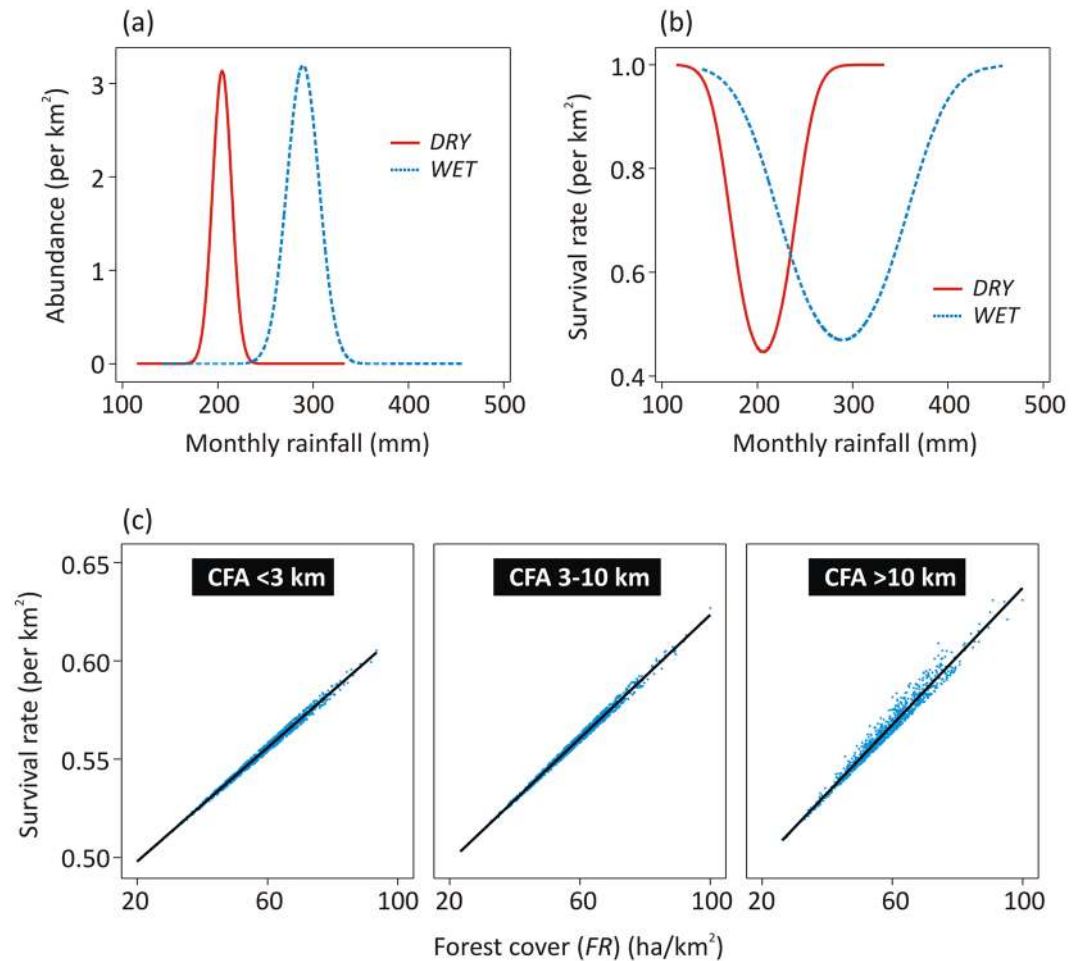 (a)
Abundance (per km²)
3
2
1
0
DRY
WET
100 200 300 400 500
Monthly rainfall (mm)
(b)
Survival rate (per km²)
1.0
0.8
0.6
0.4
DRY
WET
100 200 300 400 500
Monthly rainfall (mm)
(c)
Survival rate (per km²)
0.65
0.60
0.55
0.50
CFA <3 km
CFA 3-10 km
CFA >10 km
20 60 100
20 60 100
20 60 100
Forest cover (FR) (ha/km²)